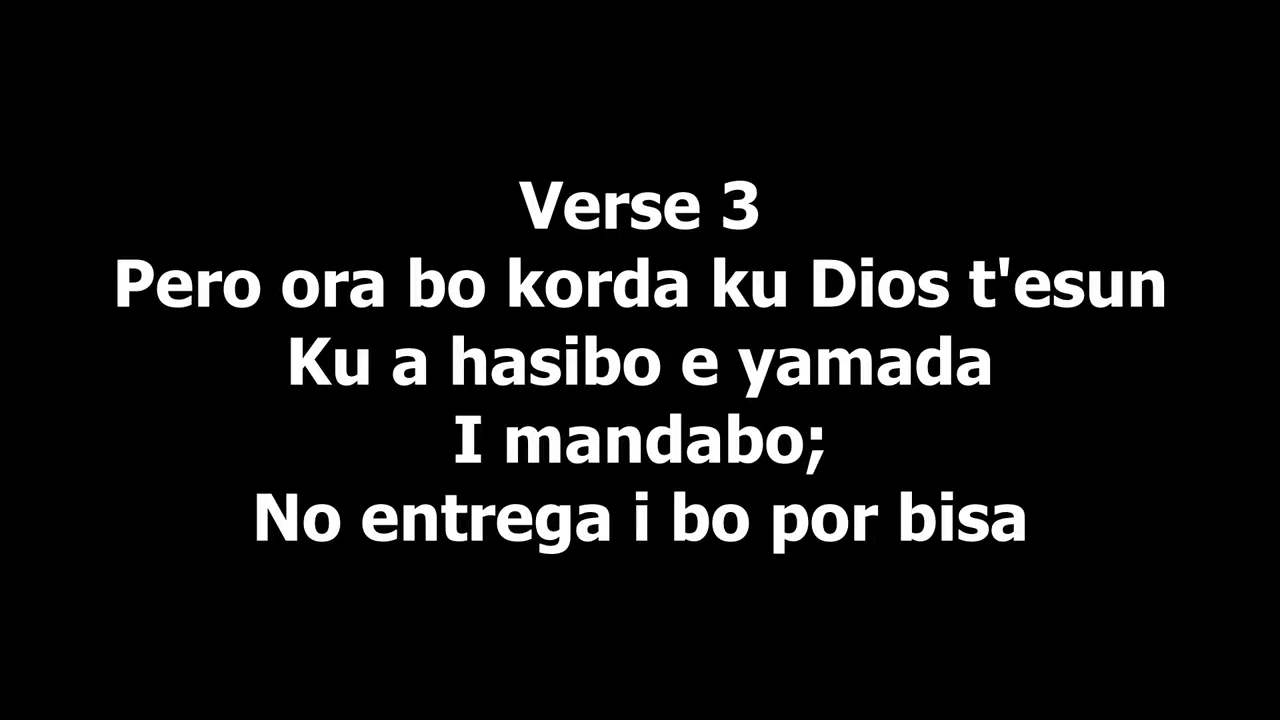 Verse 3
Pero ora bo korda ku Dios t'esun
Ku a hasibo e yamada
I mandabo;
No entrega i bo por bisa